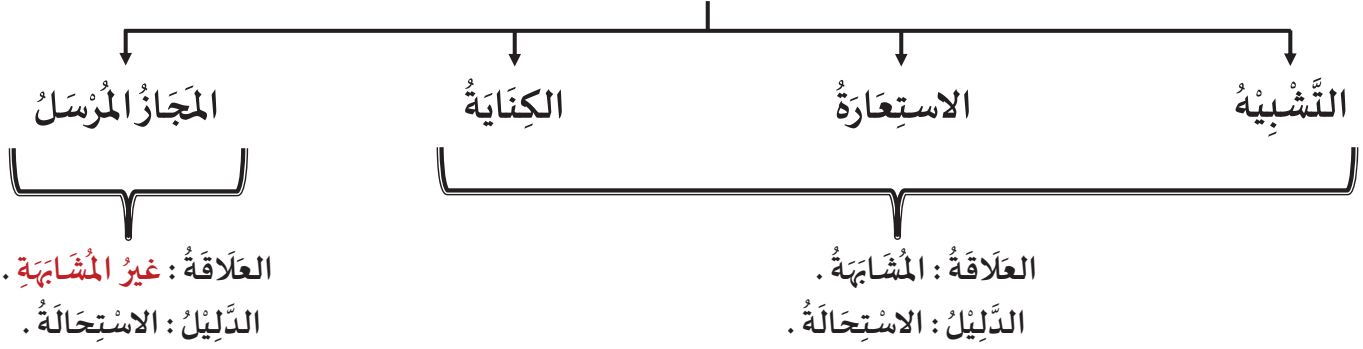 التَّشْبِيْهُ
الاستِعَارَةُ
الكِنَايَةُ
المَجَازُ المُرْسَلُ
العَلَاقَةُ : المُشَابَهَةُ .
الدَّلِيْلُ : الاسْتِحَالَةُ .
العَلَاقَةُ : غيرُ المُشَابَهَةِ .
الدَّلِيْلُ : الاسْتِحَالَةُ .